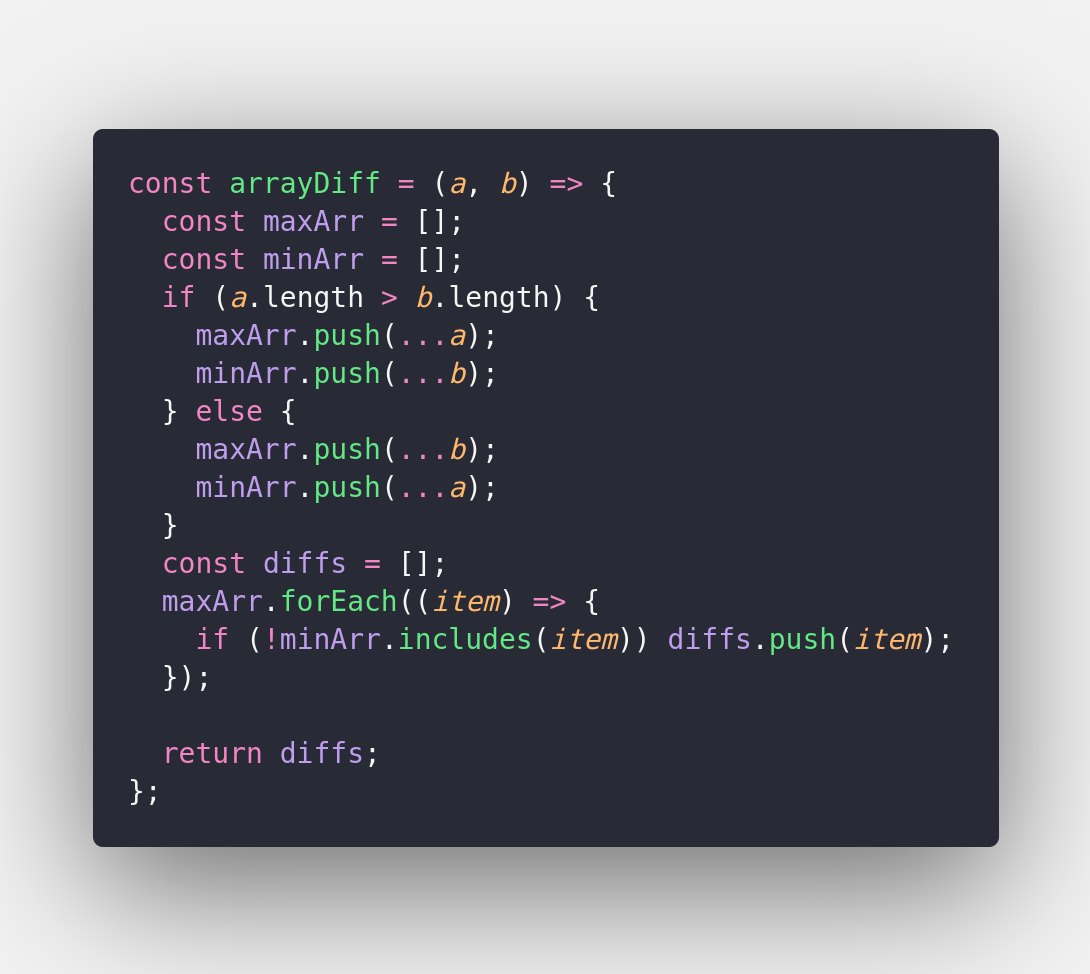 const arrayDiff = (a, b) => {
  const maxArr = [];
  const minArr = [];
  if (a.length > b.length) {
    maxArr.push(...a);
    minArr.push(...b);
  } else {
    maxArr.push(...b);
    minArr.push(...a);
  }
  const diffs = [];
  maxArr.forEach((item) => {
    if (!minArr.includes(item)) diffs.push(item);
  });

  return diffs;
};